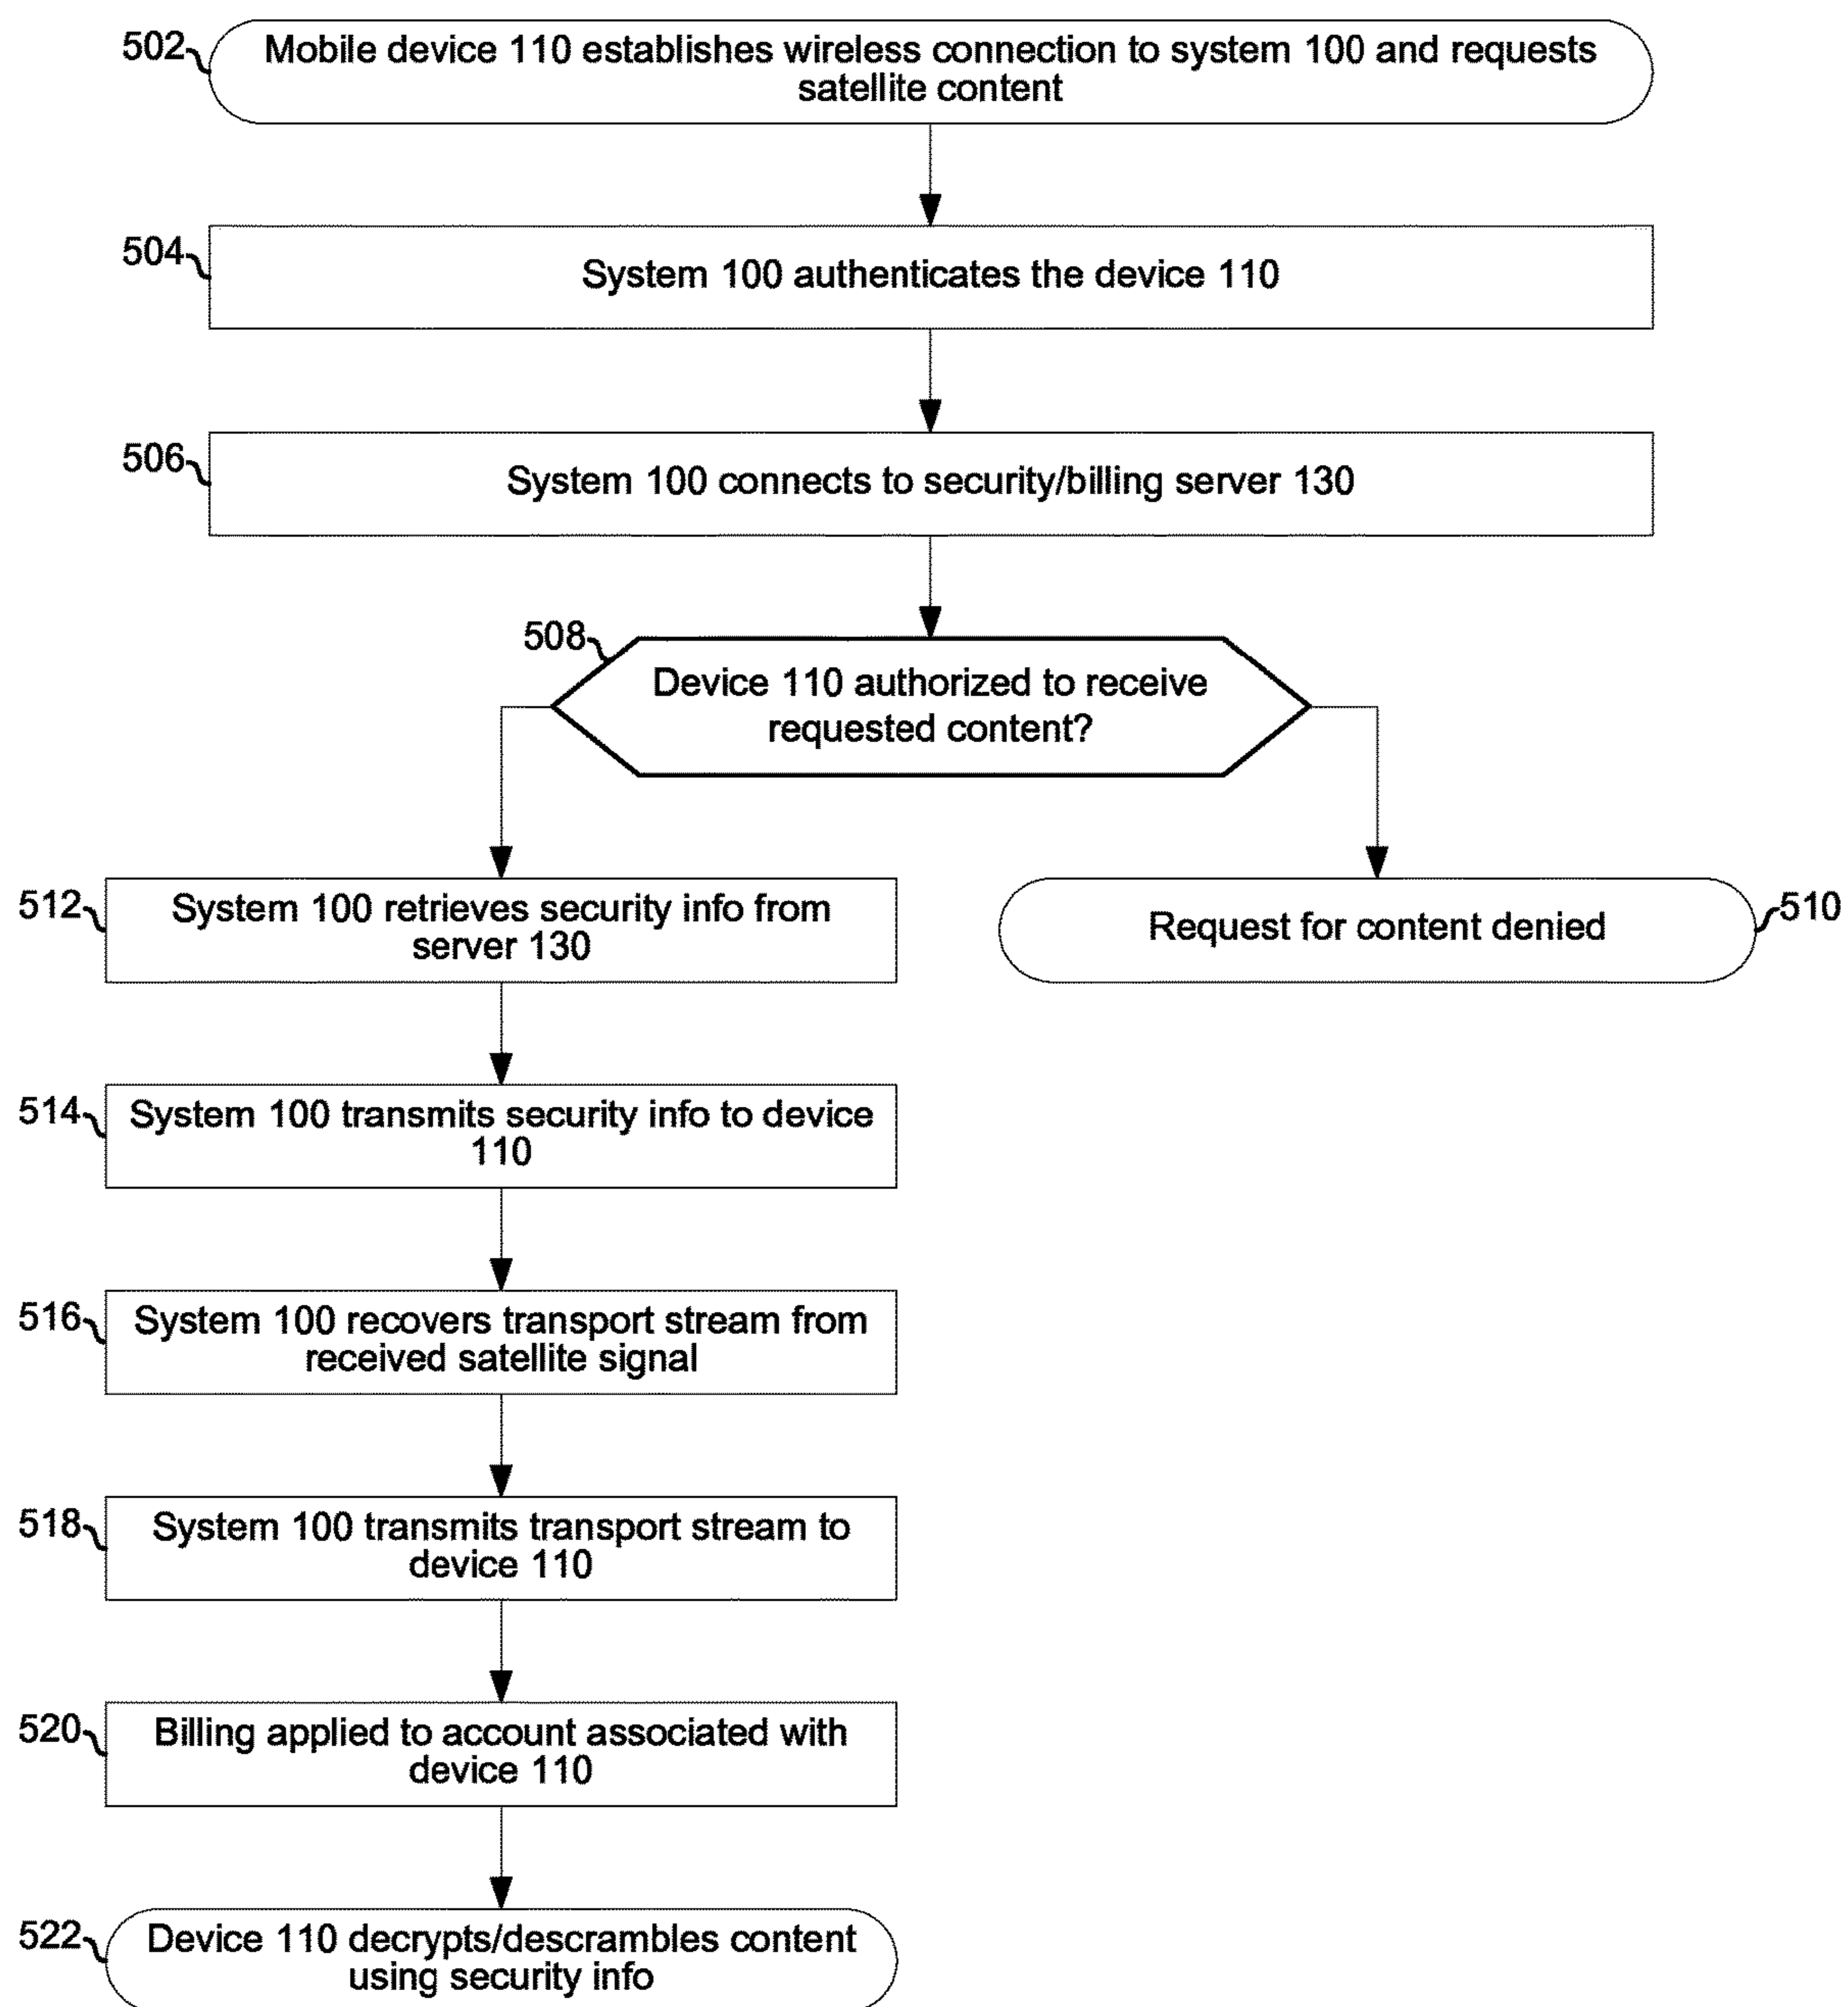 502
Mobile device 110 establishes wireless connection to system 100 and requests
satellite content
504
System 100 authenticates the device 110
506
System 100 connects to security/billing server 130
508
Device 110 authorized to receive
requested content?
512
System 100 retrieves security info from
server 130
Request for content denied
510
514
System 100 transmits security info to device
110
516
System 100 recovers transport stream from
received satellite signal
518
System 100 transmits transport stream to
device 110
520
Billing applied to account associated with
device 110
522
Device 110 decrypts/descrambles content
using security info